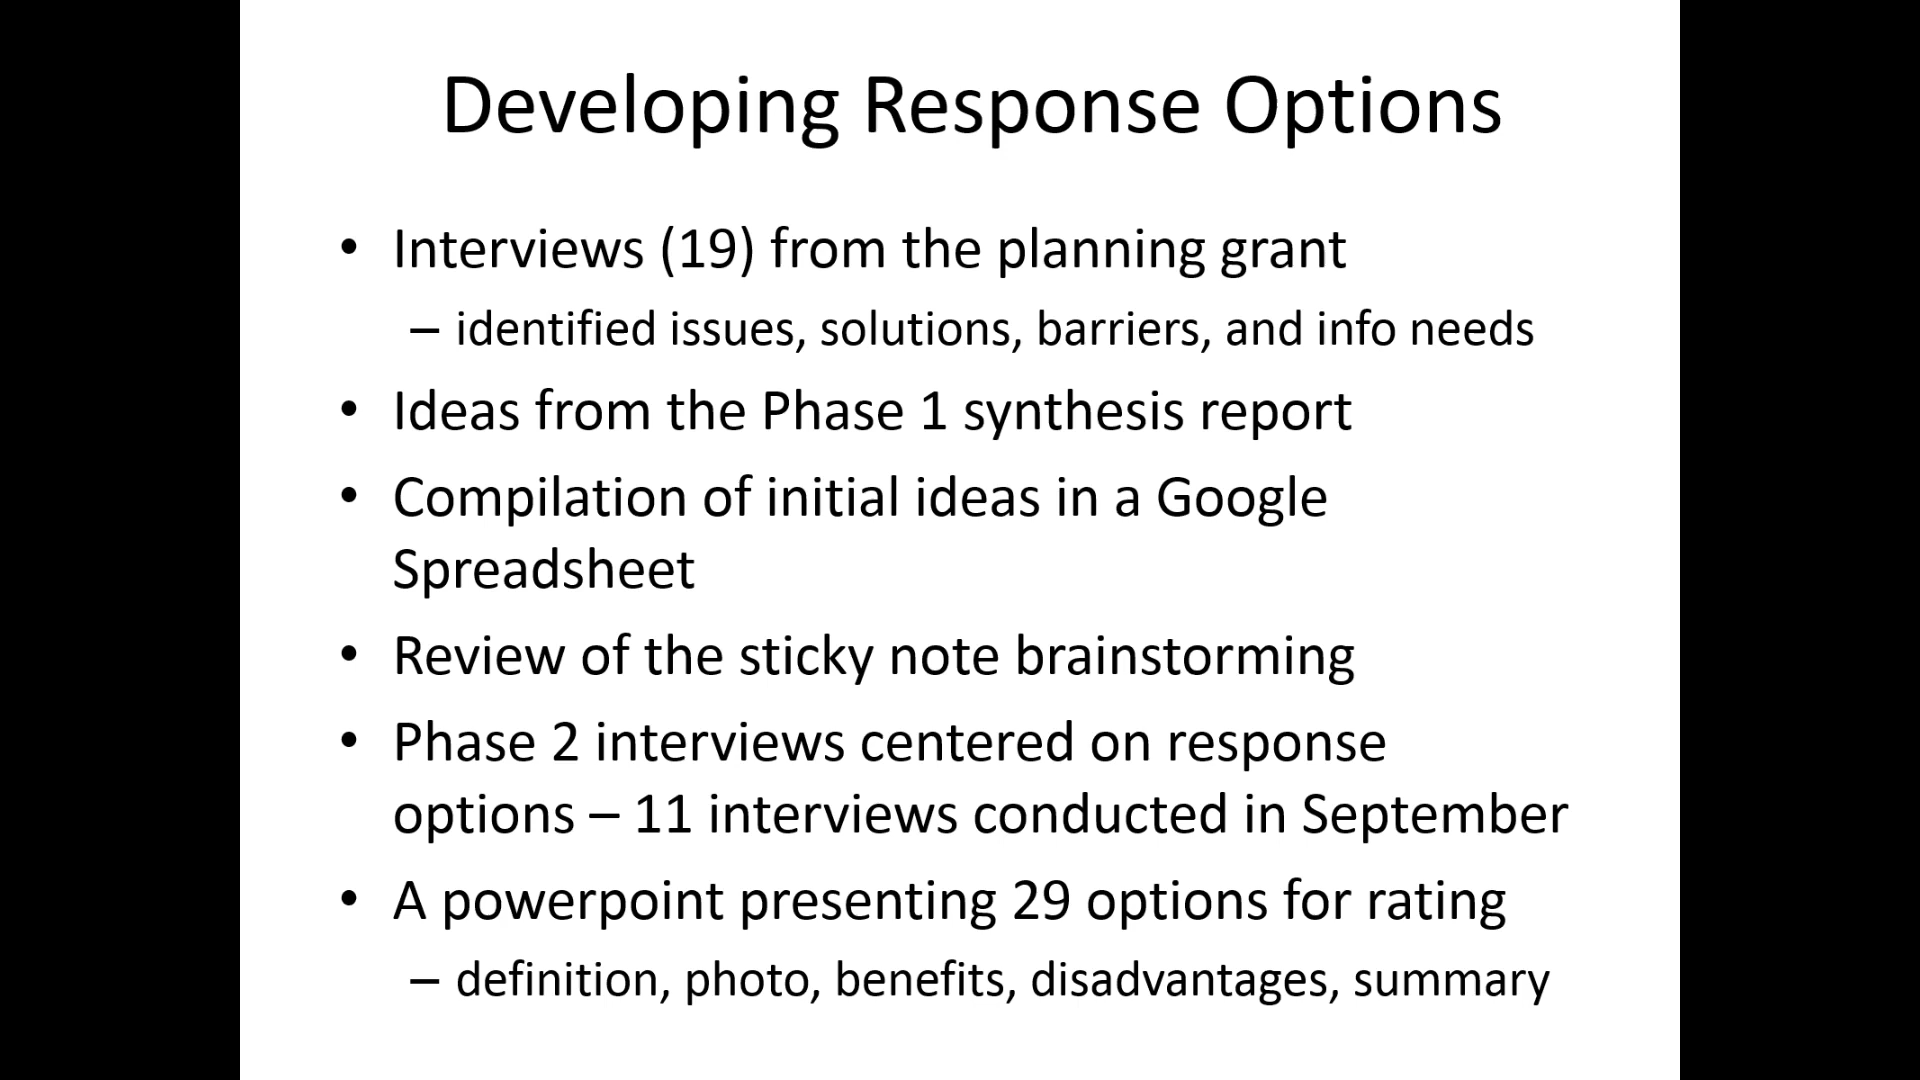 Developing Response Options
• Interviews (19) from the planning grant
– identified issues, solutions, barriers, and info needs
• Ideas from the Phase 1 synthesis report
• Compilation of initial ideas in a Google
Spreadsheet
• Review of the sticky note brainstorming
• Phase 2 interviews centered on response
options – 11 interviews conducted in September
• A powerpoint presenting 29 options for rating
– definition, photo, benefits, disadvantages, summary